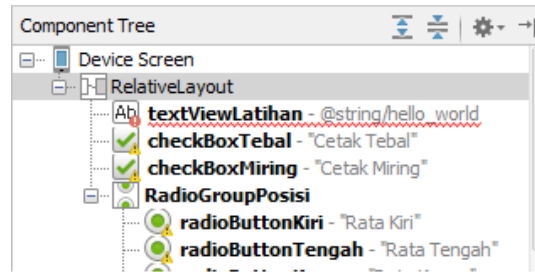 Component Tree
Device Screen
RelativeLayout
Ab textViewLatihan - @string/hello_world
checkBoxTebal - "Cetak Tebal"
checkBoxMiring - "Cetak Miring"
RadioGroupPosisi
radioButtonKiri - "Rata Kiri"
radioButtonTengah - "Rata Tengah"